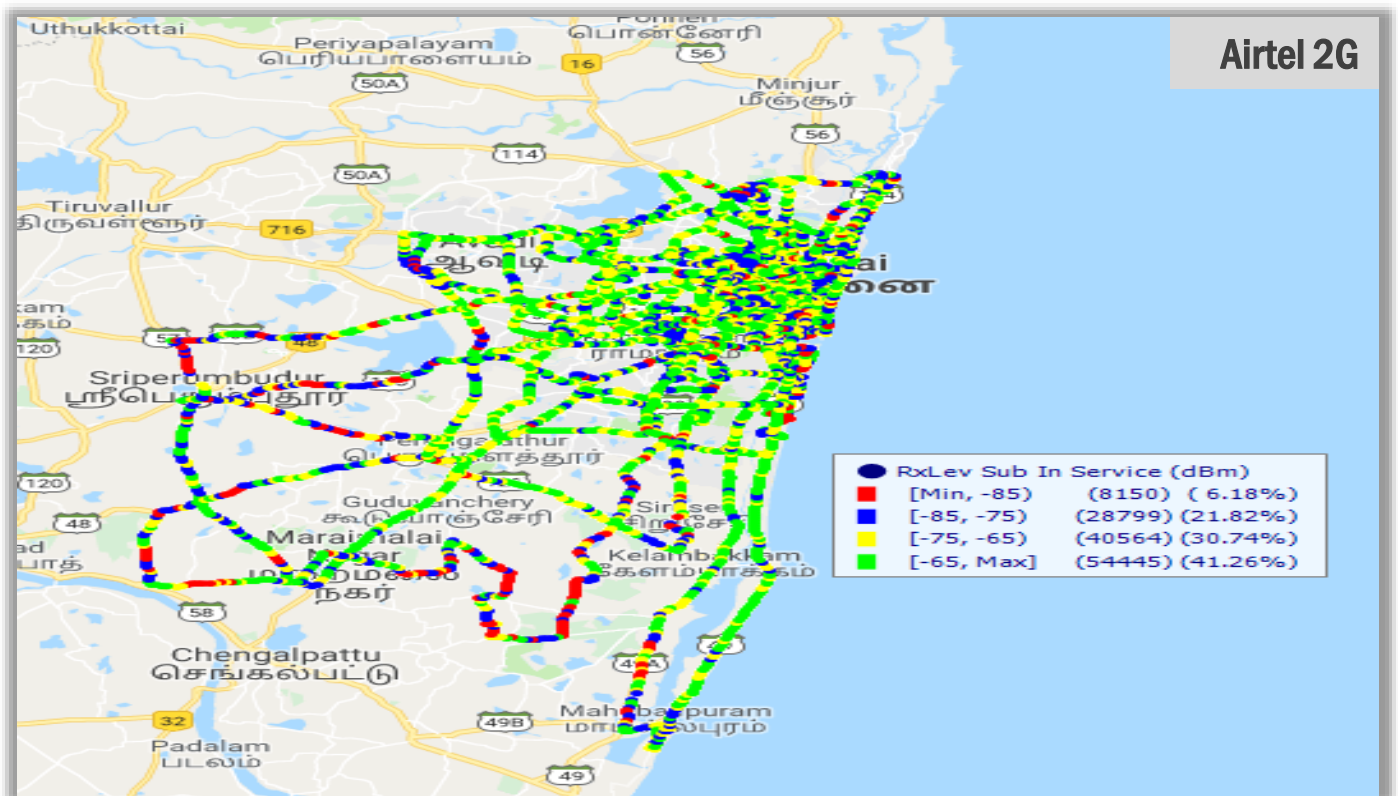 Airtel 2G
Uthukkottai
Periyapalayam
பெரியபாளையம்
பொன்னேரி
16
56
50A
Minjur
மீஞ்சூர்
56
114
50A
Tiruvallur
திருவள்ளூர்
716
Avadi
ஆவடி
120
48
Sriperumbudur
ஸ்ரீபெரும்புதூர்
RxLev Sub In Service (dBm)
[Min, -85) (8150) ( 6.18%)
[-85, -75) (28799) (21.82%)
[-75, -65) (40564) (30.74%)
[-65, Max] (54445) (41.26%)
120
48
Guduvanchery
கூடுவாஞ்சேரி
Maraimalai
Nagar
நகர்
Kelambakkam
கேளம்பாக்கம்
58
Chengalpattu
செங்கல்பட்டு
49A
32
49B
Mahabalipuram
Padalam
படலம்
49